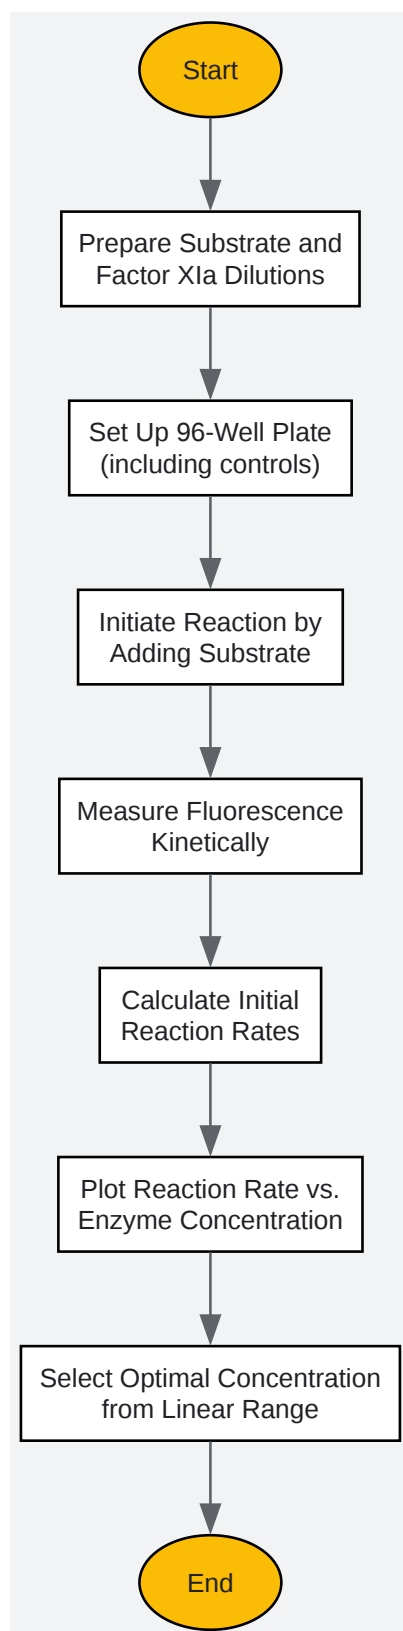 Start
Prepare Substrate and
Factor XIa Dilutions
Set Up 96-Well Plate
(including controls)
Initiate Reaction by
Adding Substrate
Measure Fluorescence
Kinetically
Calculate Initial
Reaction Rates
Plot Reaction Rate vs.
Enzyme Concentration
Select Optimal Concentration
from Linear Range
End